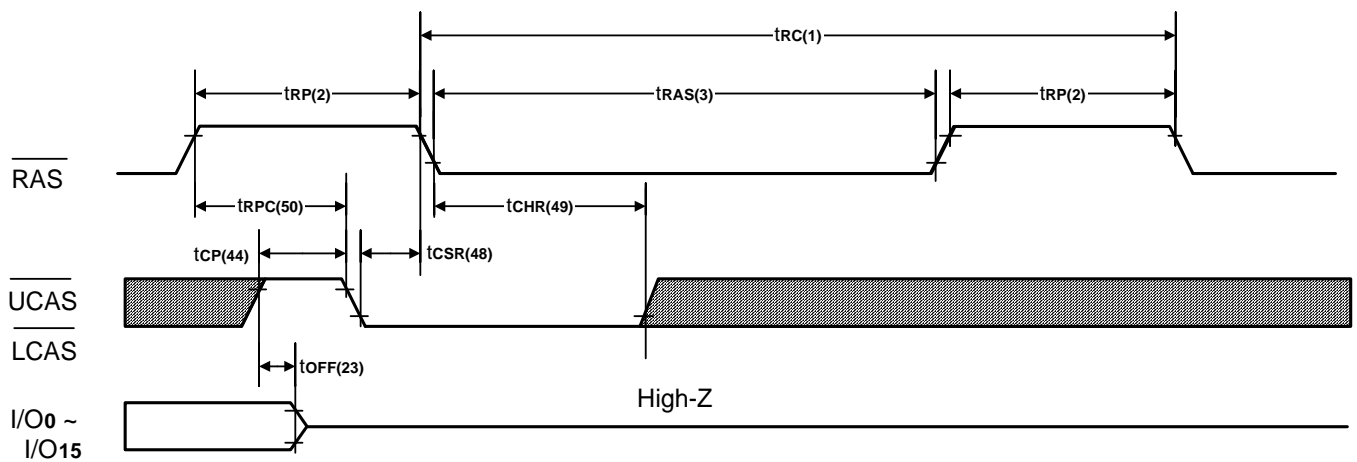 tRC(1)
tRP(2)
tRAS(3)
tRP(2)
RAS
tRPC(50)
tCHR(49)
tCP(44)
tCSR(48)
UCAS
LCAS
tOFF(23)
High-Z
I/O0 ~
I/O15